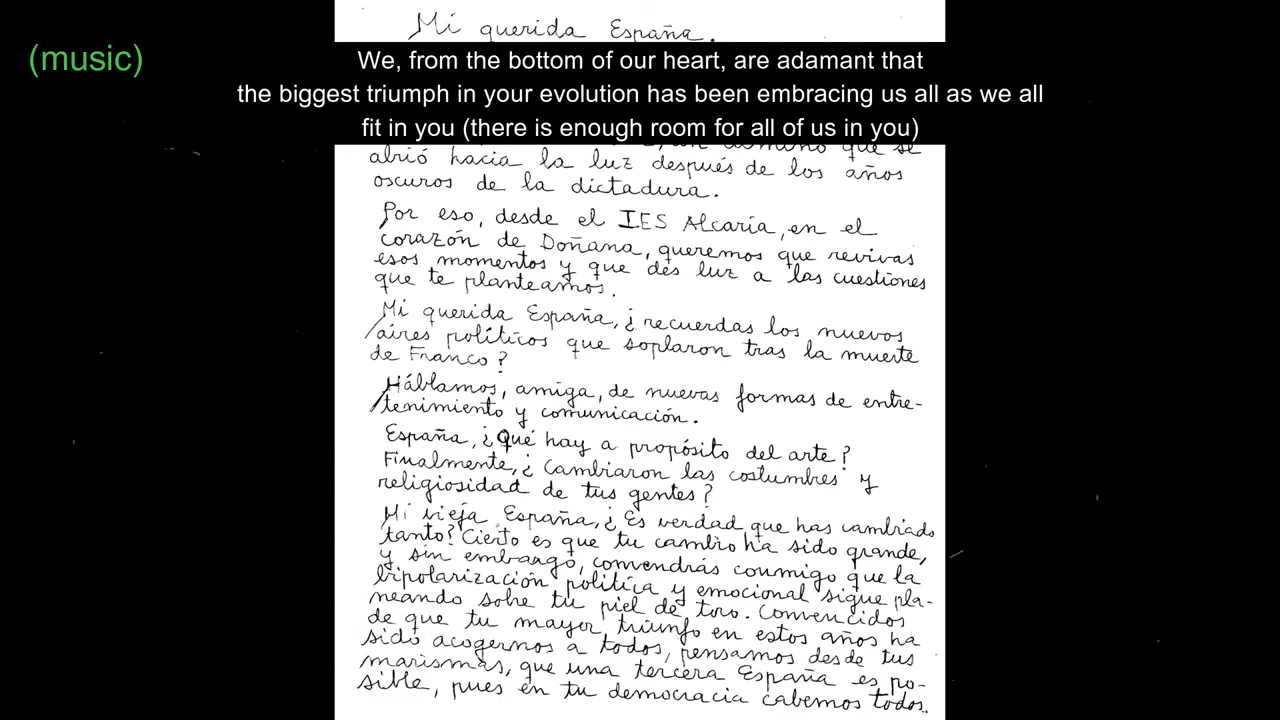 Mi querida España.
(music)
We, from the bottom of our heart, are adamant that
the biggest triumph in your evolution has been embracing us all as we all
fit in you (there is enough room for all of us in you)
camino que se
abrió hacia la luz después de los años
oscuros de la dictadura.
Por eso, desde el IES Alcaria, en el
corazón de Doñana, queremos que revivas
esos momentos y que des luz a las cuestiones
que te planteamos.
Mi querida España, ¿recuerdas los nuevos
aires políticos que soplaron tras la muerte
de Franco?
Háblamos, amiga, de nuevas formas de entre-
tenimiento y comunicación.
España, ¿Qué hay a propósito del arte?
Finalmente, ¿Cambiaron las costumbres y
religiosidad de tus gentes?
Mi vieja España, ¿Es verdad que has cambiado
tanto? Cierto es que tu cambio ha sido grande,
y sin embargo, convendrás conmigo que la
bipolarización política y emocional sigue pla-
neando sobre tu piel de toro. Convencidos
de que tu mayor triunfo en estos años ha
sido acogernos a todos, pensamos desde tus
marismas, que una tercera España es po-
sible, pues en tu democracia cabemos todos.